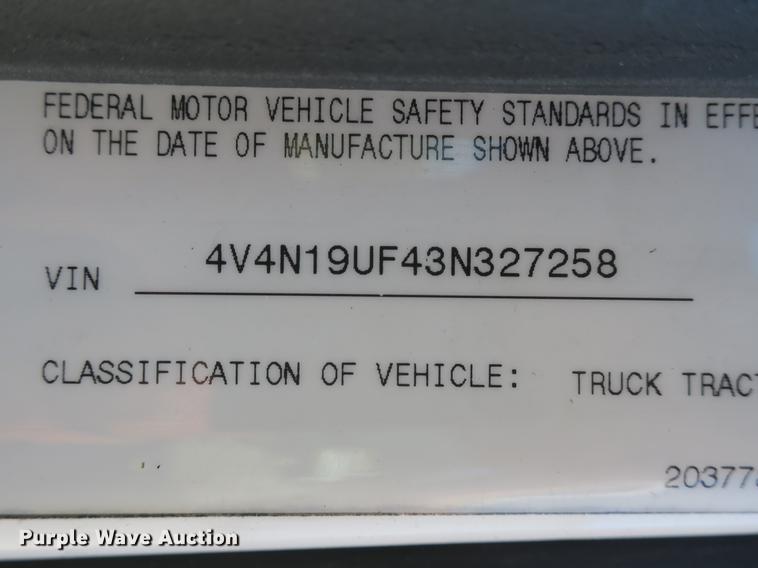 FEDERAL MOTOR VEHICLE SAFETY STANDARDS IN EFFE
ON THE DATE OF MANUFACTURE SHOWN ABOVE.
VIN 4V4N19UF43N327258
CLASSIFICATION OF VEHICLE: TRUCK TRACT
20377
Purple Wave Auction